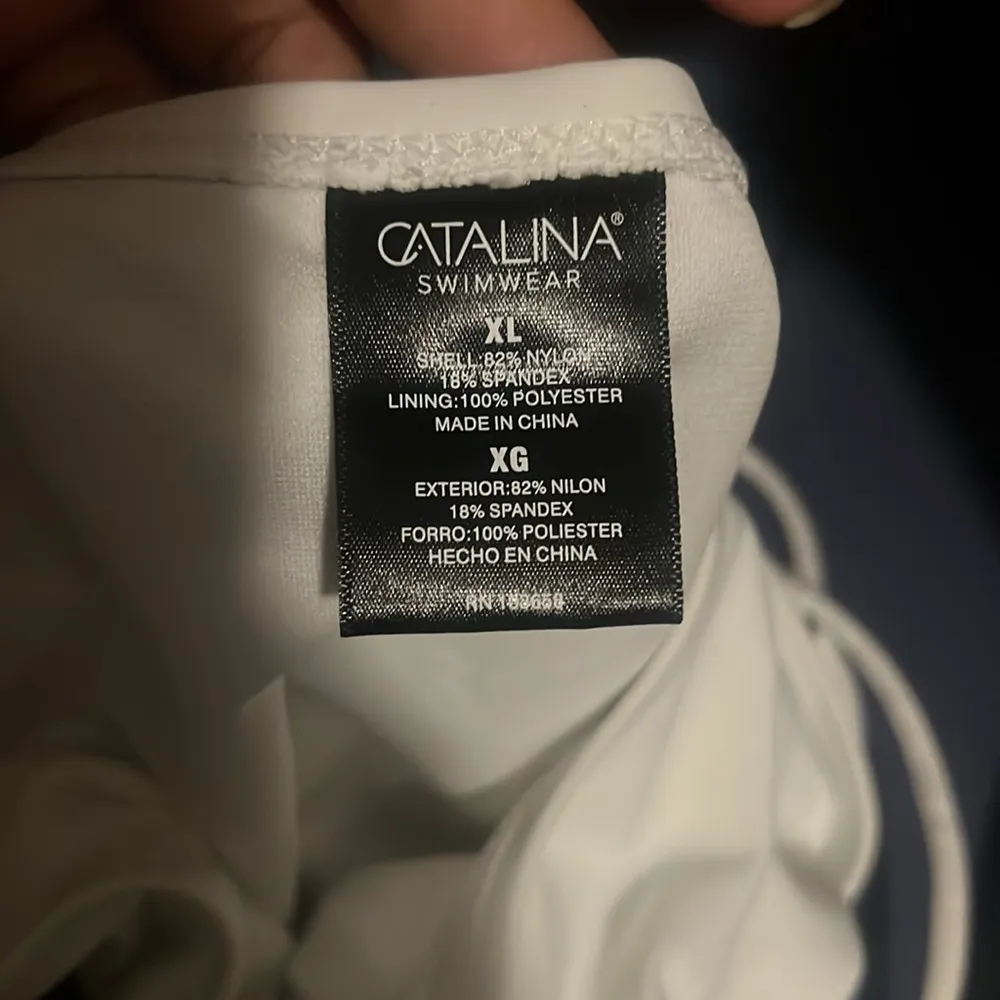 CATALINA®
SWIMWEAR
XL
SHELL:82% NYLON
18% SPANDEX
LINING:100% POLYESTER
MADE IN CHINA
XG
EXTERIOR:82% NILON
18% SPANDEX
FORRO:100% POLIESTER
HECHO EN CHINA
RN